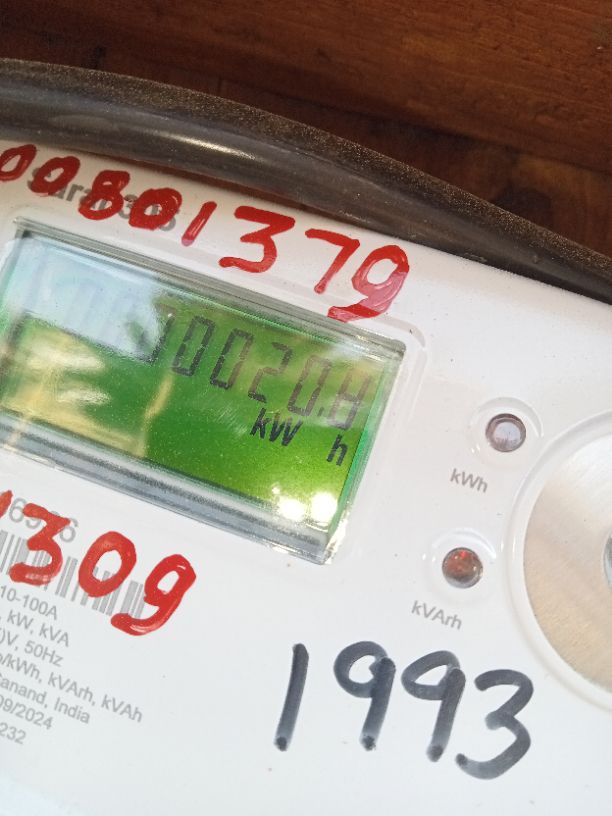 00801379
00020.8
kW h
kWh
kVArh
309
10-100A
, kW, kVA
)V, 50Hz
/kWh, kVArh, kVAh
Sanand, India
09/2024
232
1993